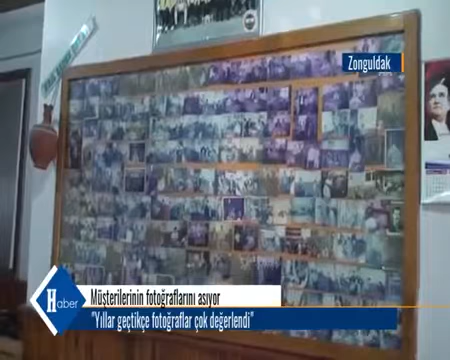 Zonguldak
H
Haber
Müşterilerinin fotoğraflarını asıyor
"Yıllar geçtikçe fotoğraflar çok değerlendi"